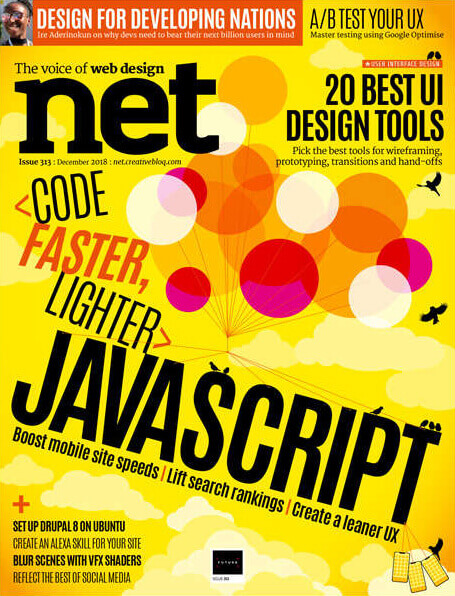 DESIGN FOR DEVELOPING NATIONS
Ire Aderinokun on why devs need to bear their next billion users in mind
A/B TEST YOUR UX
Master testing using Google Optimise
The voice of web design
net
Issue 313 : December 2018 : net.creativebloq.com
★USER INTERFACE DESIGN
20 BEST UI
DESIGN TOOLS
Pick the best tools for wireframing,
prototyping, transitions and hand-offs
<CODE
FASTER,
LIGHTER>
JAVASCRIPT
Boost mobile site speeds | Lift search rankings | Create a leaner UX
+
SET UP DRUPAL 8 ON UBUNTU
CREATE AN ALEXA SKILL FOR YOUR SITE
BLUR SCENES WITH VFX SHADERS
REFLECT THE BEST OF SOCIAL MEDIA
FUTURE
ISSUE 313